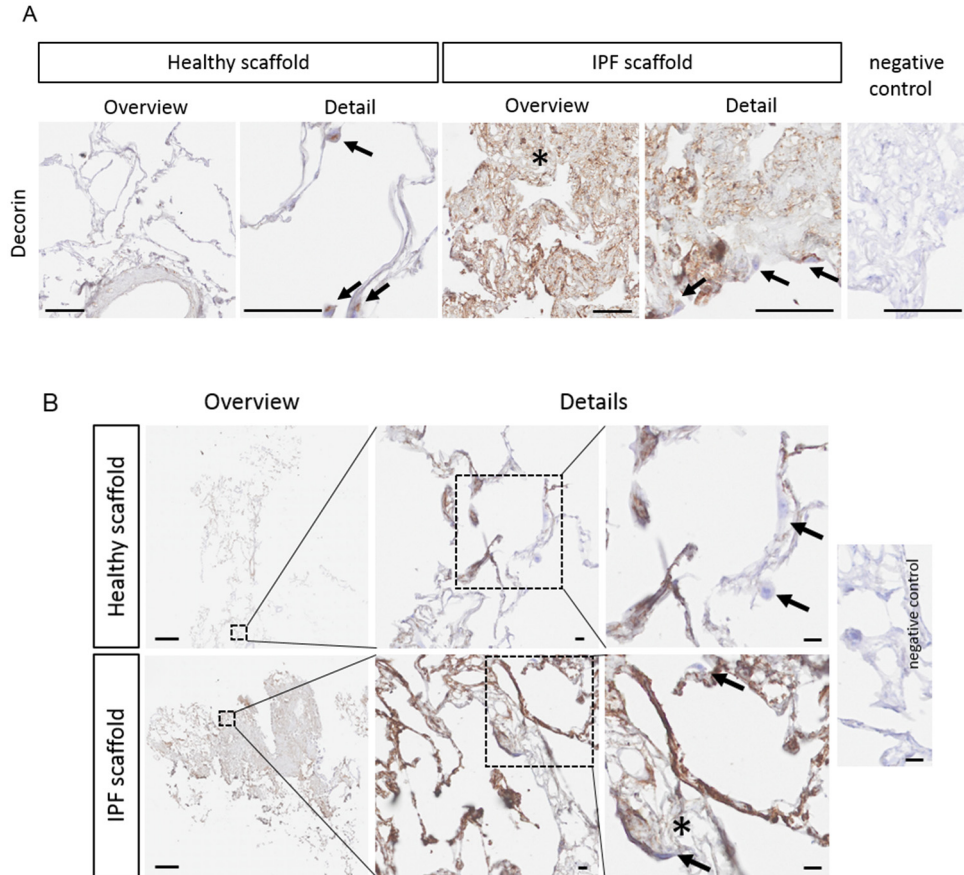 A
Healthy scaffold
IPF scaffold
negative
control
Overview
Detail
Overview
Detail
Decorin
*
B
Overview
Details
Healthy scaffold
IPF scaffold
*
negative control